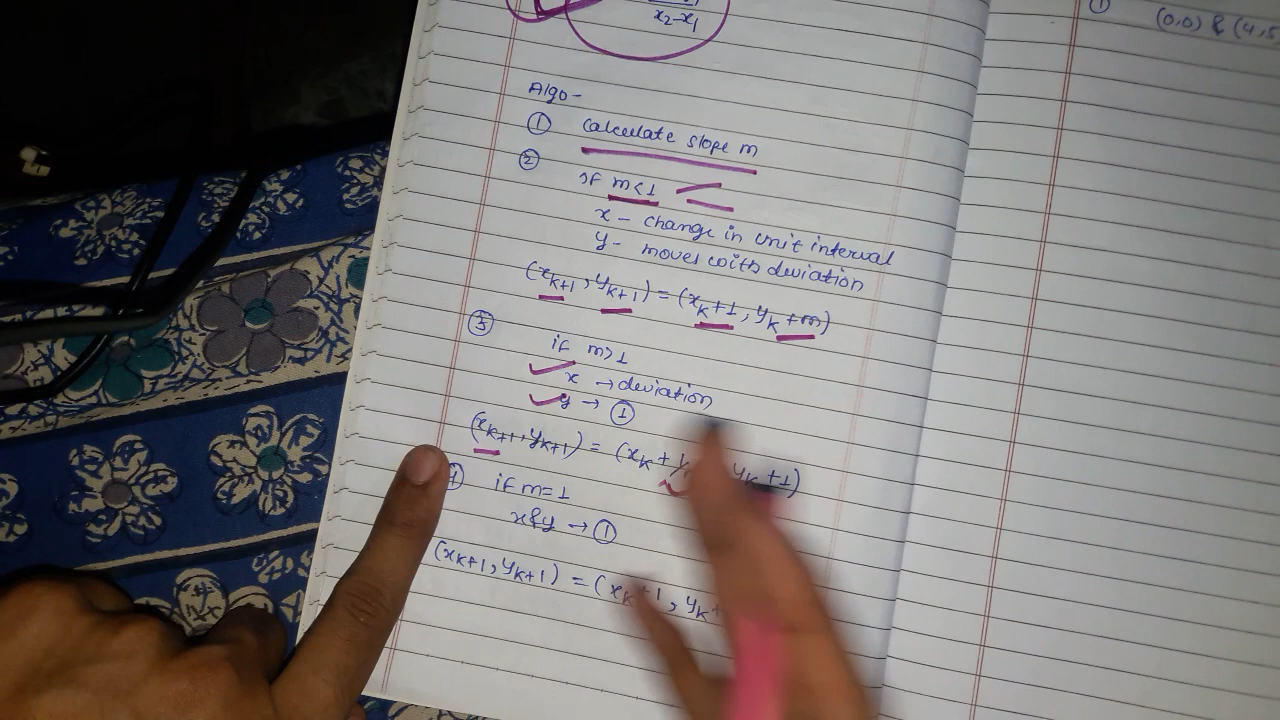 x2-x1
Algo-
① calculate slope m
②
if m<1
x - change in unit interval
y - moves with deviation
(xk+1, yk+1) = (xk+1, yk+m)
③
if m>1
x → deviation
y → ①
(xk+1, yk+1) = (xk + yk+1)
if m=1
x&y → ①
(xk+1, yk+1) = (xk+1, yk+
① (0,0) & (4,5